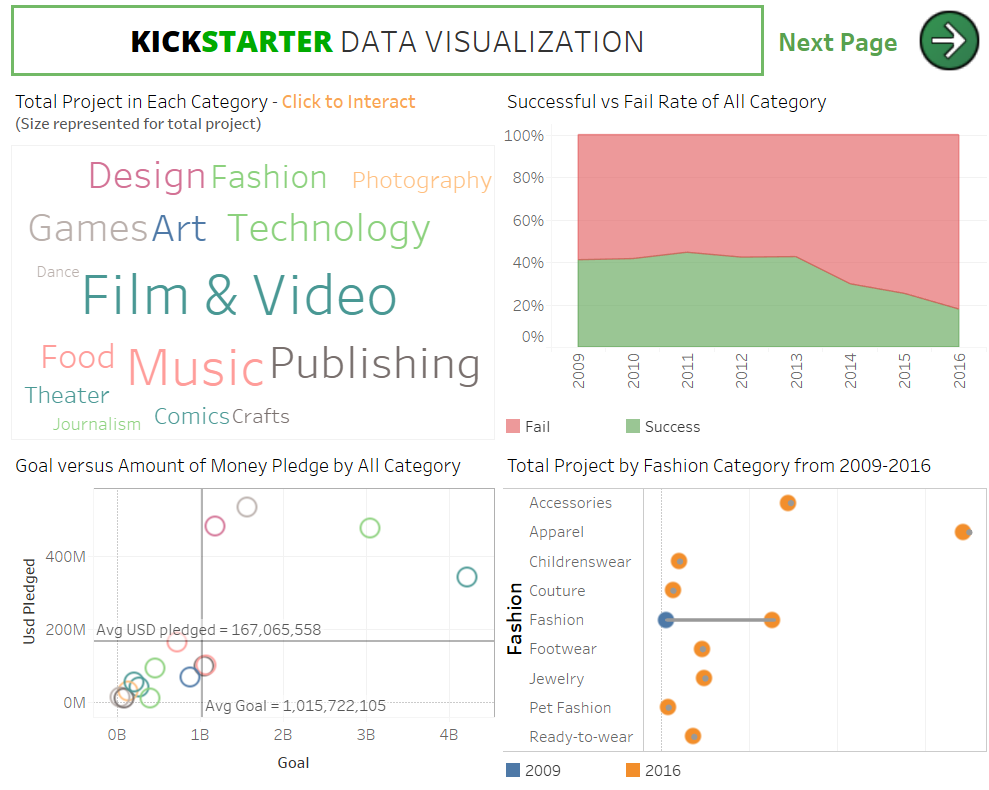 KICKSTARTER DATA VISUALIZATION
Next Page
Total Project in Each Category - Click to Interact
(Size represented for total project)
Design Fashion Photography
Games Art Technology
Dance
Film & Video
Food Music Publishing
Theater
Journalism Comics Crafts
Successful vs Fail Rate of All Category
100%
80%
60%
40%
20%
0%
2009 2010 2011 2012 2013 2014 2015 2016
Fail Success
Goal versus Amount of Money Pledge by All Category
Usd Pledged
400M
200M
0M
Avg USD pledged = 167,065,558
Avg Goal = 1,015,722,105
0B 1B 2B 3B 4B
Goal
Total Project by Fashion Category from 2009-2016
Fashion
Accessories
Apparel
Childrenswear
Couture
Fashion
Footwear
Jewelry
Pet Fashion
Ready-to-wear
2009 2016